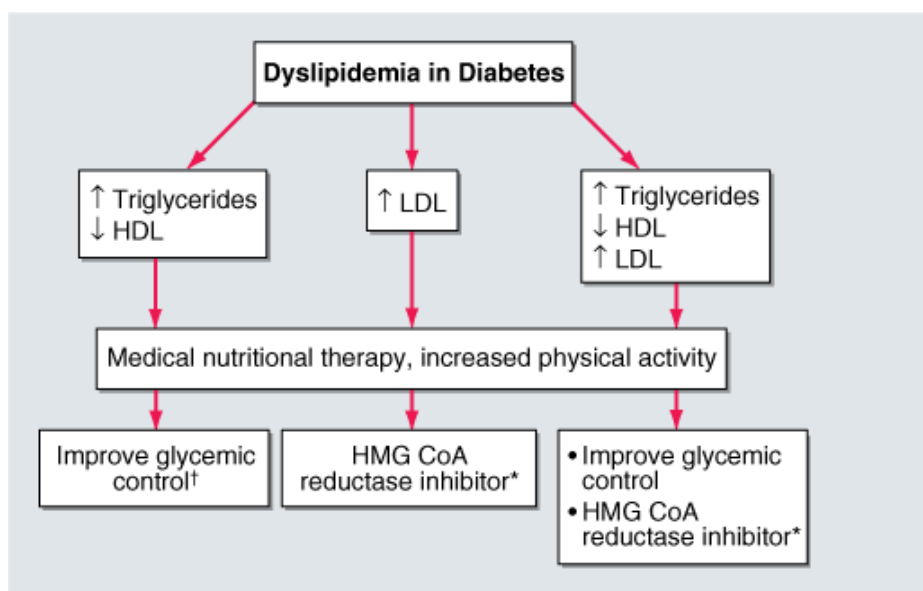 Dyslipidemia in Diabetes
↑ Triglycerides
↓ HDL
↑ LDL
↑ Triglycerides
↓ HDL
↑ LDL
Medical nutritional therapy, increased physical activity
Improve glycemic
control†
HMG CoA
reductase inhibitor*
• Improve glycemic
control
• HMG CoA
reductase inhibitor*